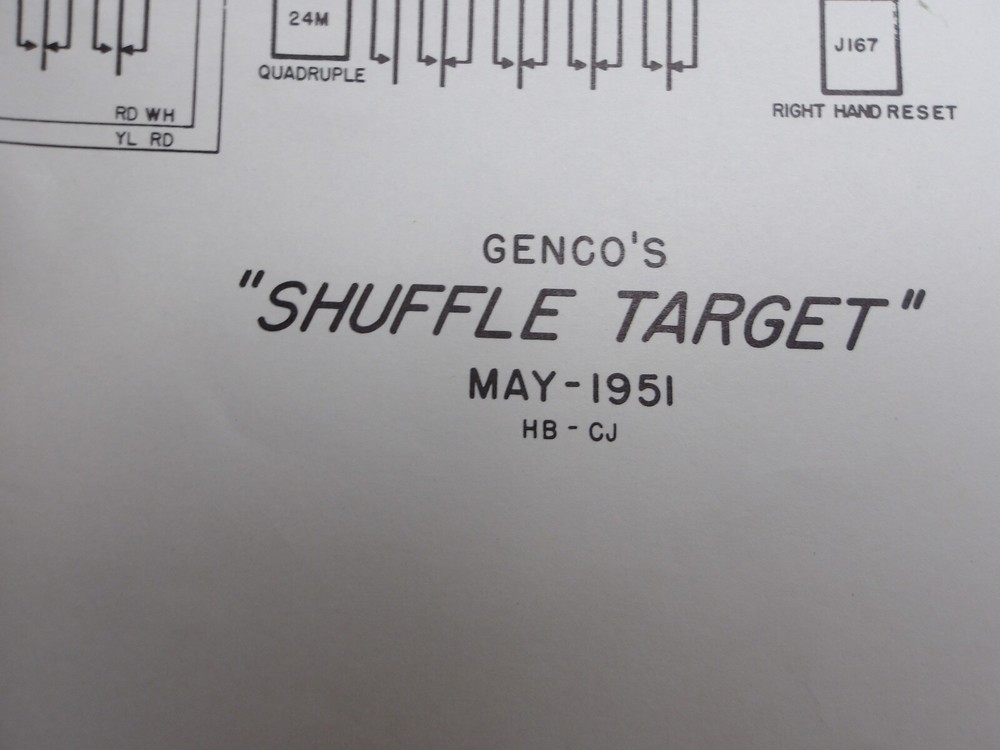 24M
J167
QUADRUPLE
RIGHT HAND RESET
RD WH
YL RD
GENCO'S
"SHUFFLE TARGET"
MAY-1951
HB - CJ